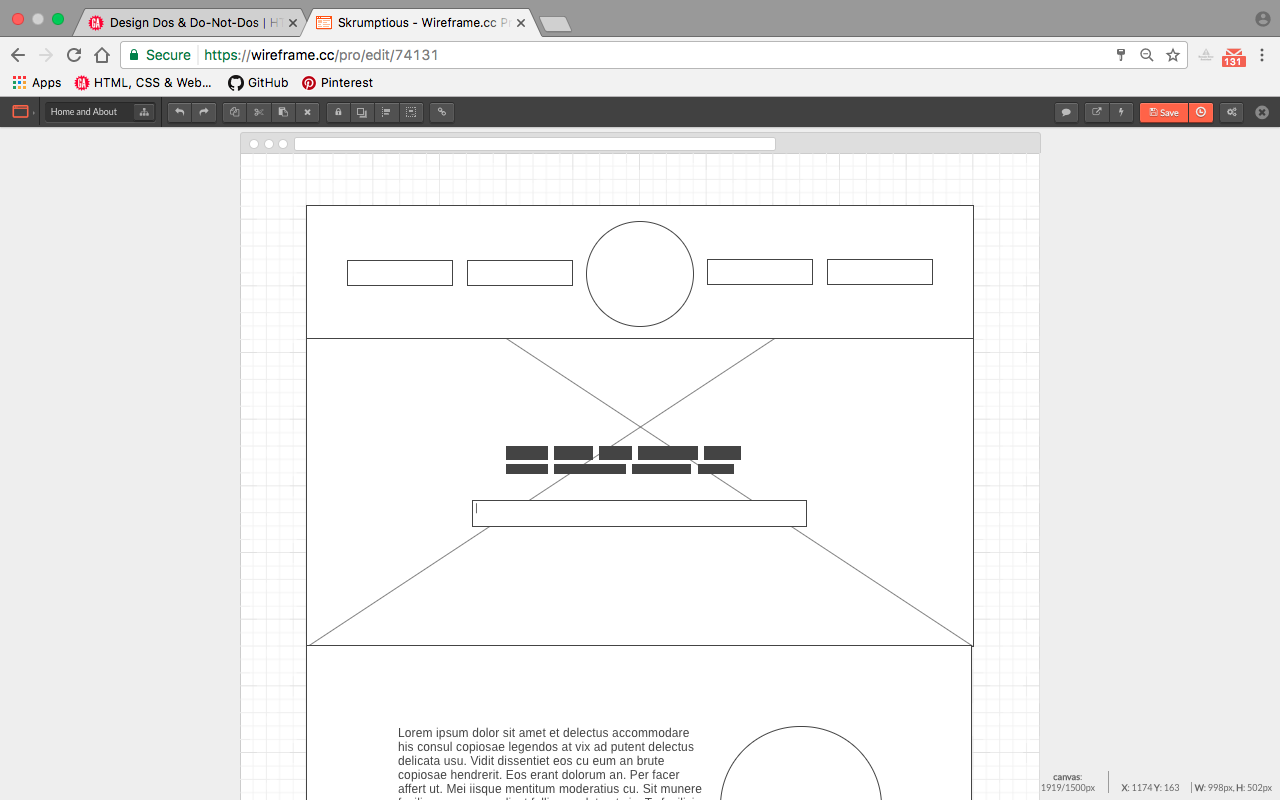 Design Dos & Do-Not-Dos | HT
Skrumptious - Wireframe.cc Pr
Secure
https://wireframe.cc/pro/edit/74131
131
Apps
HTML, CSS & Web...
GitHub
Pinterest
Home and About
Save
Lorem ipsum dolor sit amet et delectus accommodare
his consul copiosae legendos at vix ad putent delectus
delicata usu. Vidit dissentiet eos cu eum an brute
copiosae hendrerit. Eos erant dolorum an. Per facer
affert ut. Mei iisque mentitum moderatius cu. Sit munere
canvas:
1919/1500px
X: 1174 Y: 163
W: 998px, H: 502px